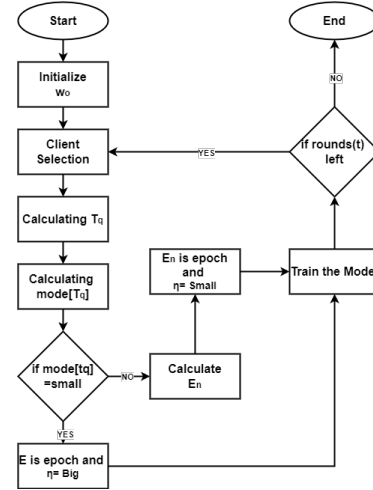 Start
Initialize
wo
Client
Selection
Calculating Tq
Calculating
mode[Tq]
if mode[tq]
=small
YES
E is epoch and
η= Big
NO
Calculate
En
En is epoch
and
η= Small
Train the Mode
if rounds(t)
left
YES
NO
End